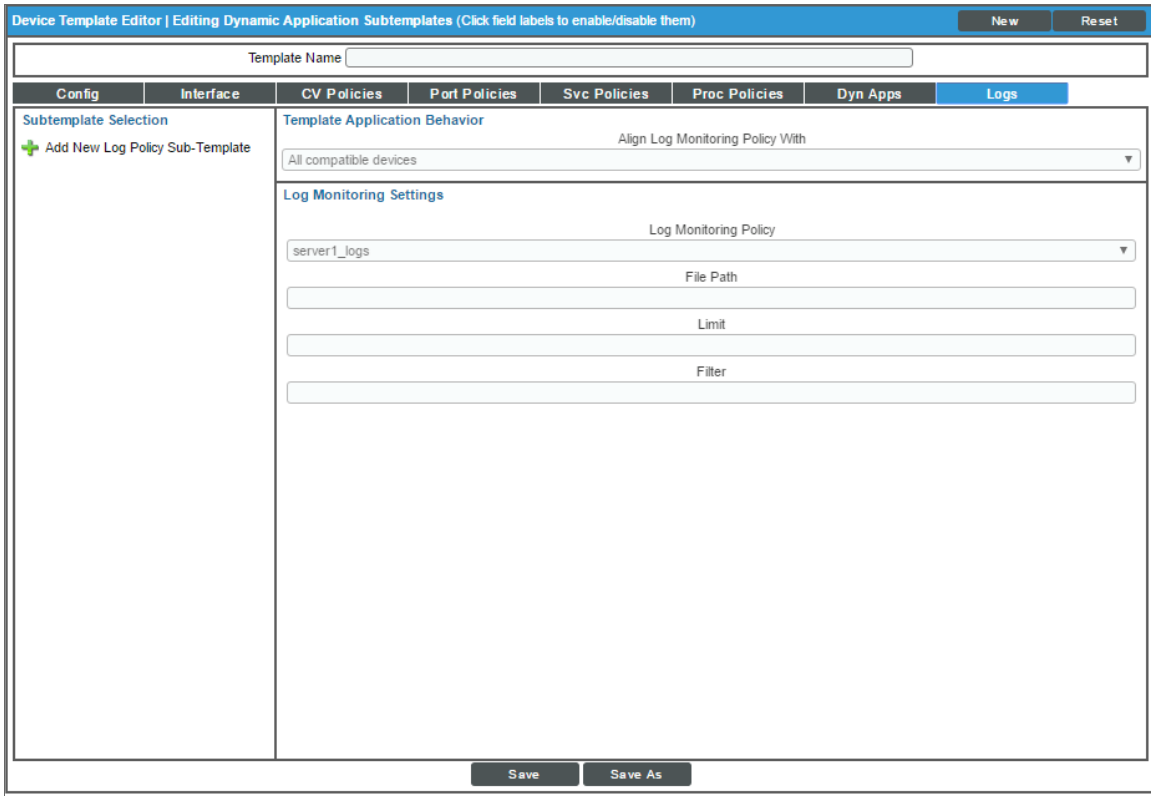 Device Template Editor | Editing Dynamic Application Subtemplates (Click field labels to enable/disable them) New Reset
Template Name
Config Interface CV Policies Port Policies Svc Policies Proc Policies Dyn Apps Logs
Subtemplate Selection
Add New Log Policy Sub-Template
Template Application Behavior
Align Log Monitoring Policy With
All compatible devices
Log Monitoring Settings
Log Monitoring Policy
server1_logs
File Path
Limit
Filter
Save Save As